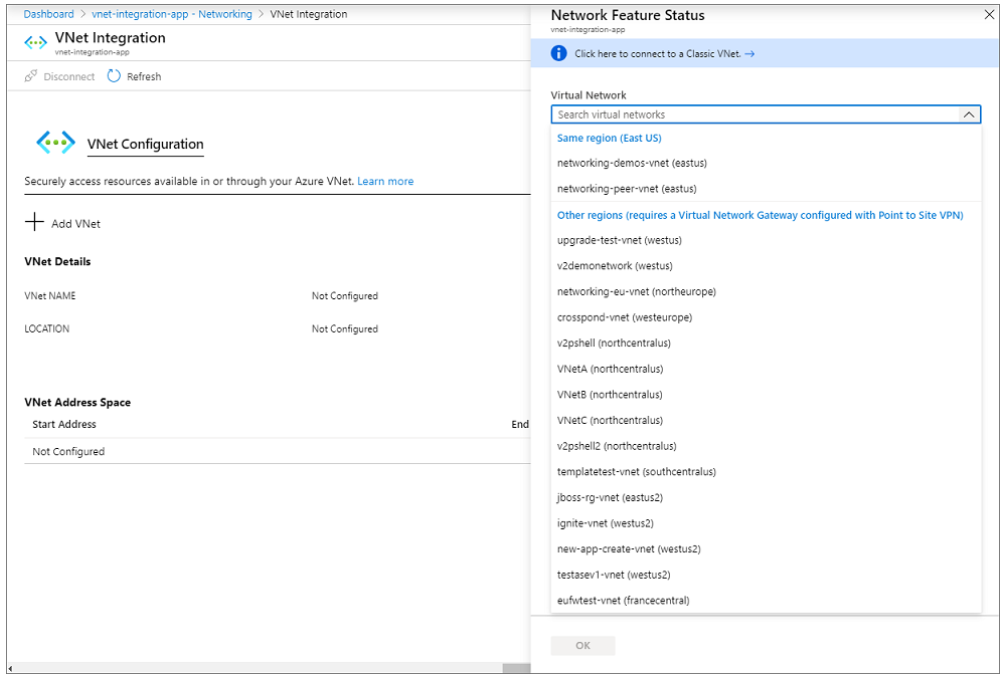 Dashboard > vnet-integration-app - Networking > VNet Integration
VNet Integration
vnet-integration-app
Disconnect Refresh
VNet Configuration
Securely access resources available in or through your Azure VNet. Learn more
Add VNet
VNet Details
VNet NAME Not Configured
LOCATION Not Configured
VNet Address Space
Start Address End
Not Configured
Network Feature Status
vnet-integration-app
Click here to connect to a Classic VNet. →
Virtual Network
Search virtual networks
Same region (East US)
networking-demos-vnet (eastus)
networking-peer-vnet (eastus)
Other regions (requires a Virtual Network Gateway configured with Point to Site VPN)
upgrade-test-vnet (westus)
v2demonetwork (westus)
networking-eu-vnet (northeurope)
crosspond-vnet (westeurope)
v2pshell (northcentralus)
VNetA (northcentralus)
VNetB (northcentralus)
VNetC (northcentralus)
v2pshell2 (northcentralus)
templatetest-vnet (southcentralus)
jboss-rg-vnet (eastus2)
ignite-vnet (westus2)
new-app-create-vnet (westus2)
testasev1-vnet (westus2)
eufwtest-vnet (francecentral)
OK